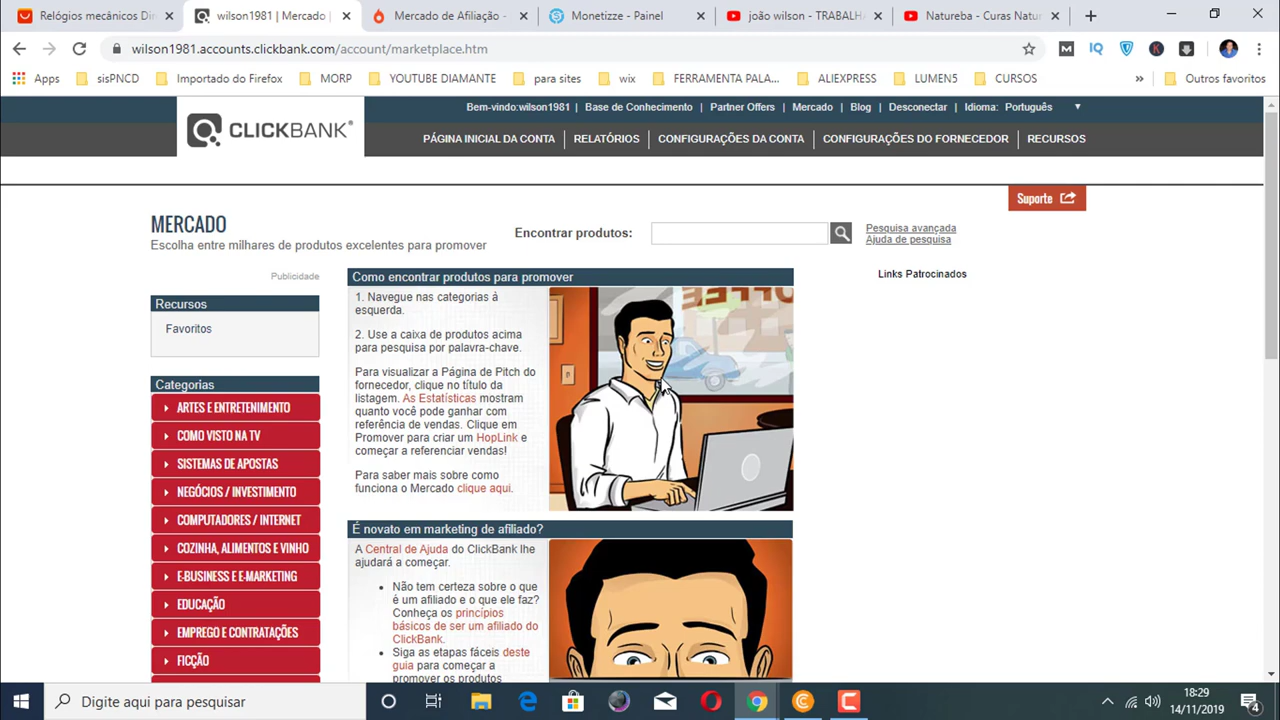 Relógios mecânicos Di
wilson1981 | Mercado |
Mercado de Afiliação -
Monetizze - Painel
joão wilson - TRABALH
Natureba - Curas Natur
wilson1981.accounts.clickbank.com/account/marketplace.htm
Apps
sisPNCD
Importado do Firefox
MORP
YOUTUBE DIAMANTE
para sites
wix
FERRAMENTA PALA...
ALIEXPRESS
LUMEN5
CURSOS
»
Outros favoritos
Bem-vindo:wilson1981 | Base de Conhecimento | Partner Offers | Mercado | Blog | Desconectar | Idioma: Português
CLICKBANK®
PÁGINA INICIAL DA CONTA | RELATÓRIOS | CONFIGURAÇÕES DA CONTA | CONFIGURAÇÕES DO FORNECEDOR | RECURSOS
Suporte
MERCADO
Escolha entre milhares de produtos excelentes para promover
Encontrar produtos:
Pesquisa avançada
Ajuda de pesquisa
Publicidade
Recursos
Favoritos
Categorias
ARTES E ENTRETENIMENTO
COMO VISTO NA TV
SISTEMAS DE APOSTAS
NEGÓCIOS / INVESTIMENTO
COMPUTADORES / INTERNET
COZINHA, ALIMENTOS E VINHO
E-BUSINESS E E-MARKETING
EDUCAÇÃO
EMPREGO E CONTRATAÇÕES
FICÇÃO
Como encontrar produtos para promover
1. Navegue nas categorias à
esquerda.
2. Use a caixa de produtos acima
para pesquisa por palavra-chave.
Para visualizar a Página de Pitch do
fornecedor, clique no título da
listagem. As Estatísticas mostram
quanto você pode ganhar com
referência de vendas. Clique em
Promover para criar um HopLink e
começar a referenciar vendas!
Para saber mais sobre como
funciona o Mercado clique aqui.
COFFEE
É novato em marketing de afiliado?
A Central de Ajuda do ClickBank lhe
ajudará a começar.
• Não tem certeza sobre o que
é um afiliado e o que ele faz?
Conheça os princípios
básicos de ser um afiliado do
ClickBank.
• Siga as etapas fáceis deste
guia para começar a
promover os produtos
Links Patrocinados
Digite aqui para pesquisar
18:29
14/11/2019
4